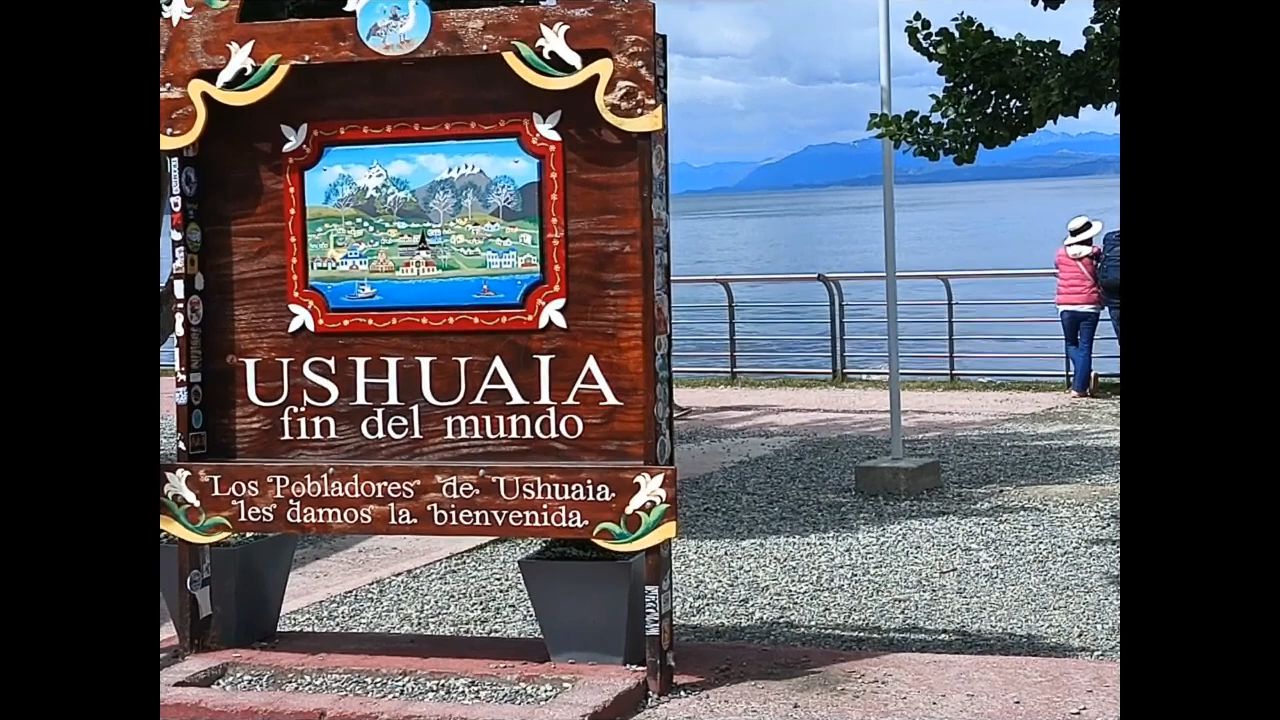 USHUAIA
fin del mundo
Los Pobladores de Ushuaia
les damos la bienvenida